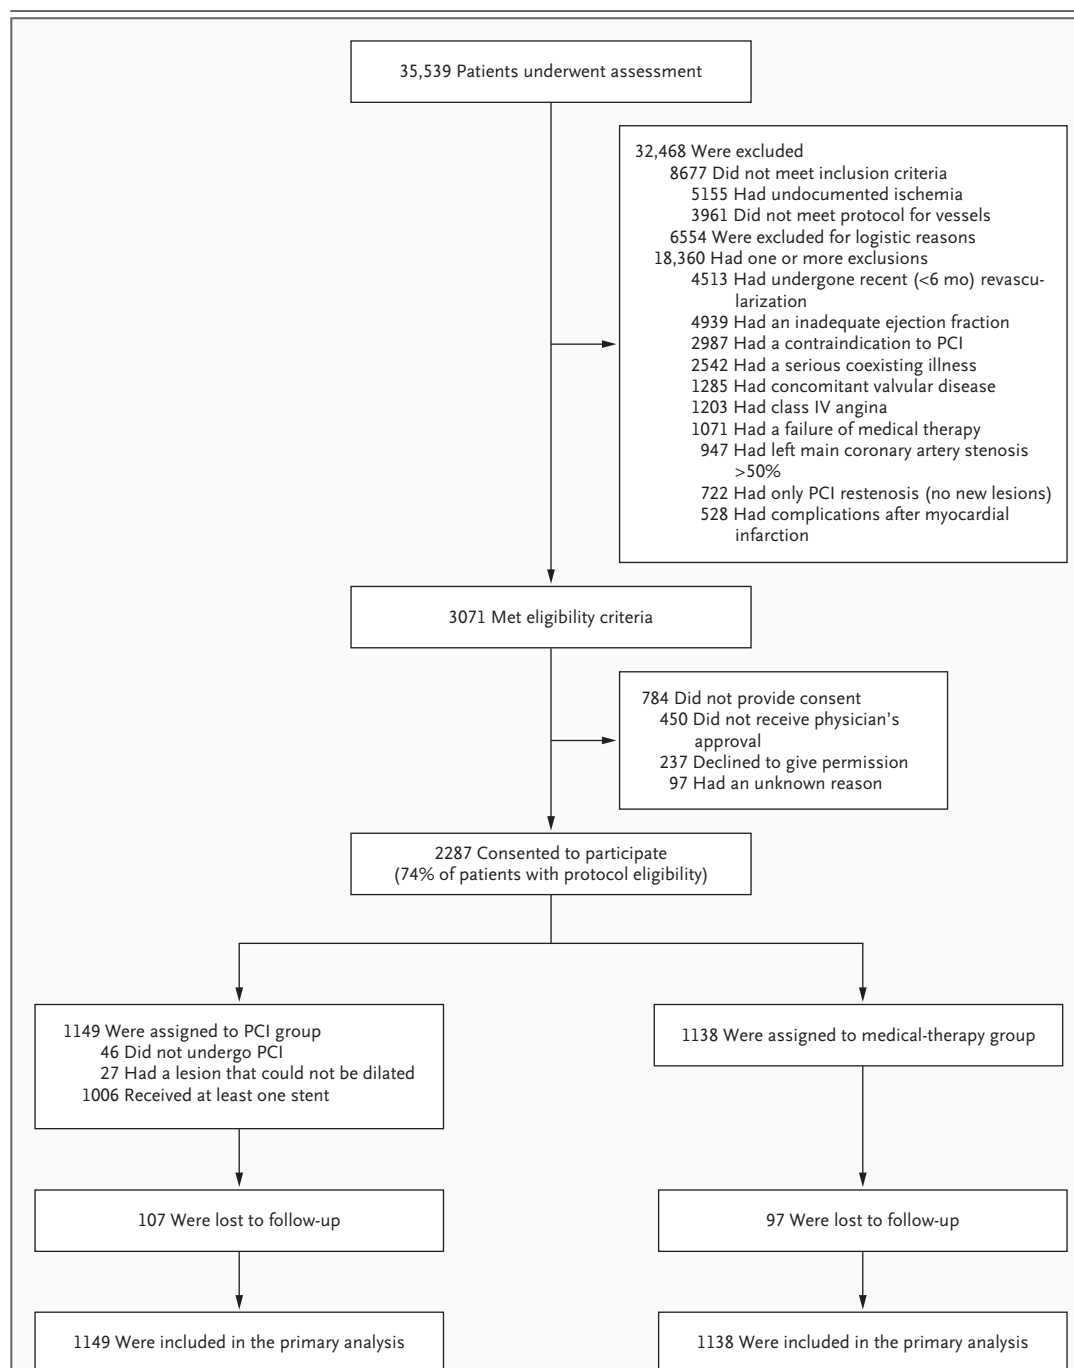 35,539 Patients underwent assessment
32,468 Were excluded
8677 Did not meet inclusion criteria
5155 Had undocumented ischemia
3961 Did not meet protocol for vessels
6554 Were excluded for logistic reasons
18,360 Had one or more exclusions
4513 Had undergone recent (<6 mo) revascu-
larization
4939 Had an inadequate ejection fraction
2987 Had a contraindication to PCI
2542 Had a serious coexisting illness
1285 Had concomitant valvular disease
1203 Had class IV angina
1071 Had a failure of medical therapy
947 Had left main coronary artery stenosis
>50%
722 Had only PCI restenosis (no new lesions)
528 Had complications after myocardial
infarction
3071 Met eligibility criteria
784 Did not provide consent
450 Did not receive physician’s
approval
237 Declined to give permission
97 Had an unknown reason
2287 Consented to participate
(74% of patients with protocol eligibility)
1149 Were assigned to PCI group
46 Did not undergo PCI
27 Had a lesion that could not be dilated
1006 Received at least one stent
1138 Were assigned to medical-therapy group
107 Were lost to follow-up
97 Were lost to follow-up
1149 Were included in the primary analysis
1138 Were included in the primary analysis